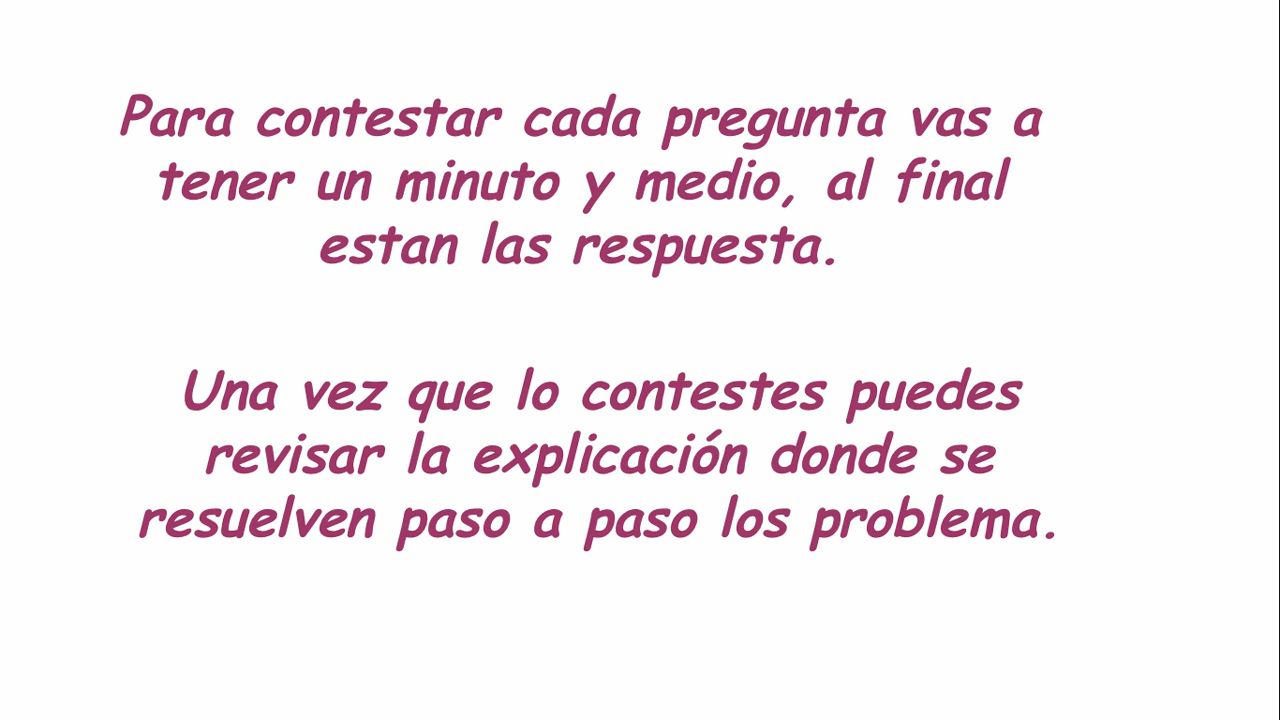 Para contestar cada pregunta vas a
tener un minuto y medio, al final
estan las respuesta.
Una vez que lo contestes puedes
revisar la explicación donde se
resuelven paso a paso los problema.